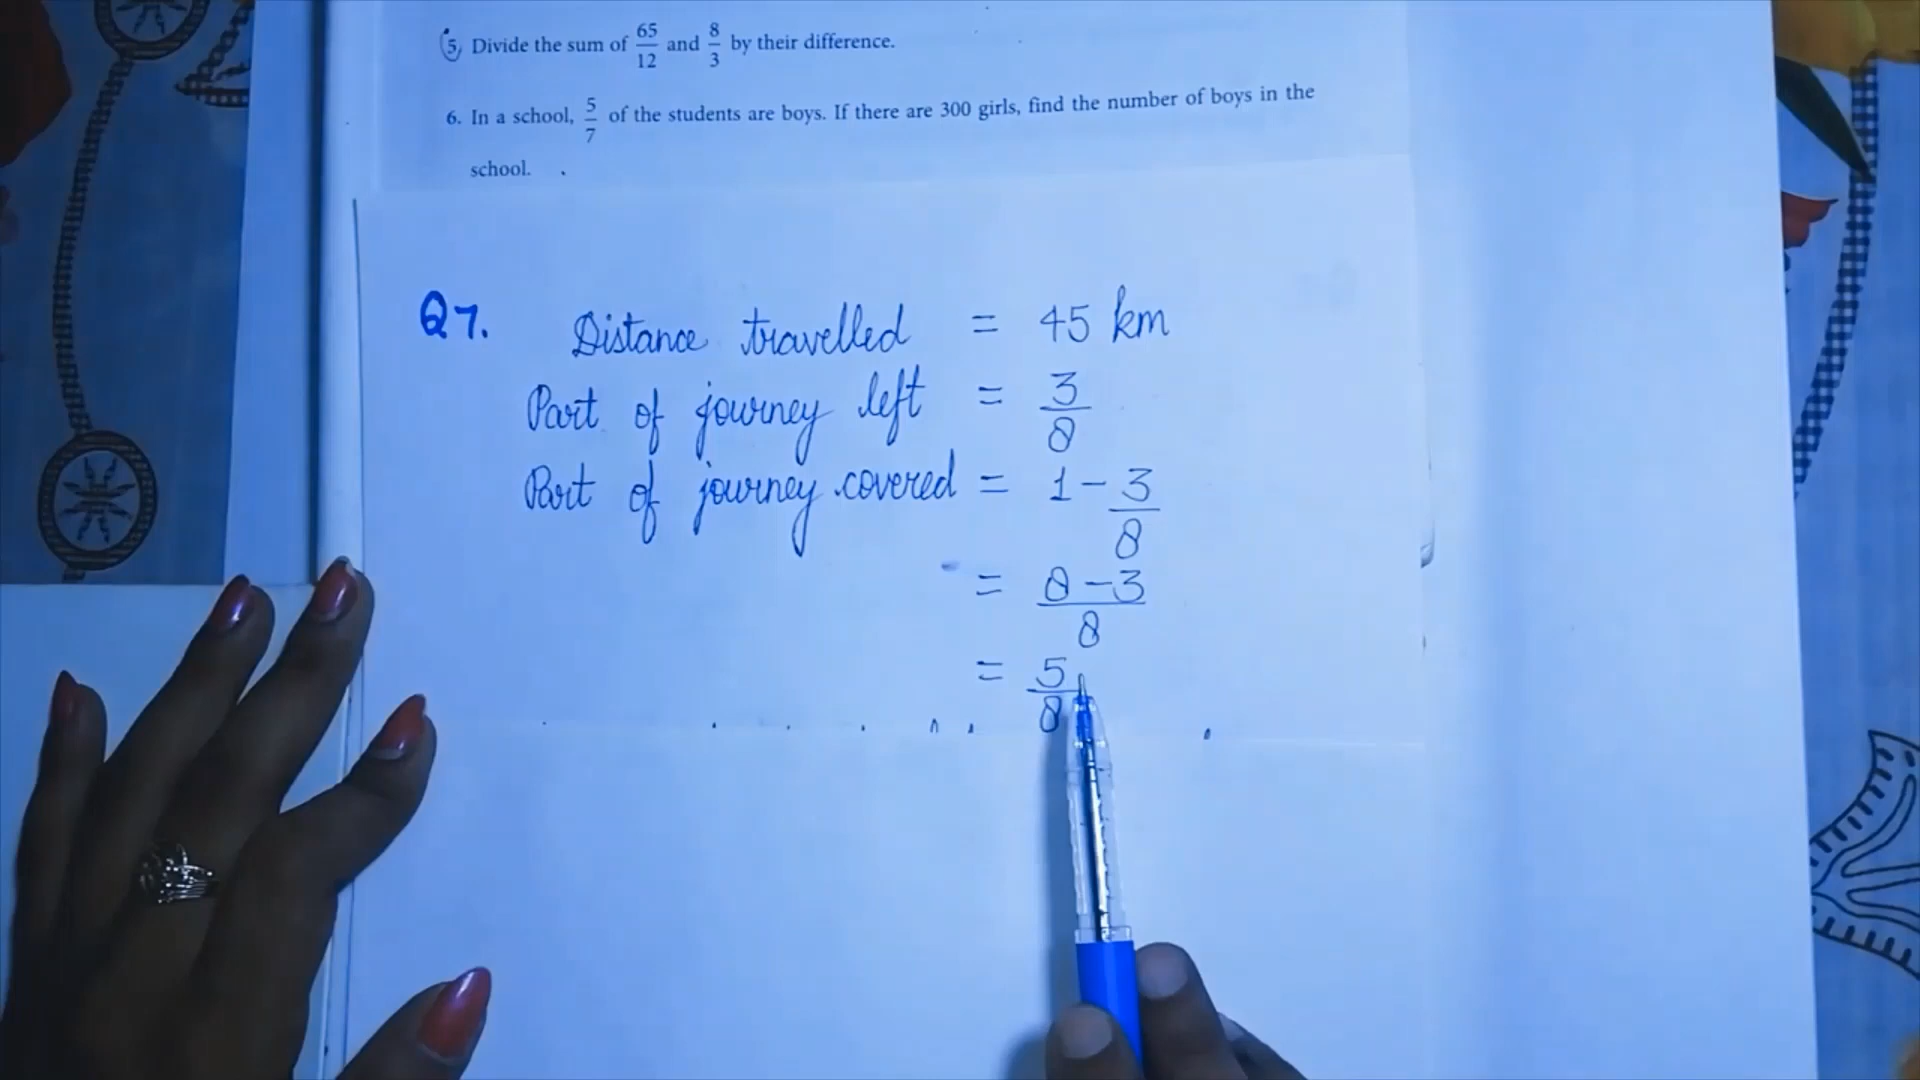 5. Divide the sum of 65/12 and 8/3 by their difference.
6. In a school, 5/7 of the students are boys. If there are 300 girls, find the number of boys in the
school.
Q7. Distance travelled = 45 km
Part of journey left = 3/8
Part of journey covered = 1 - 3/8
= 8 - 3/8
= 5/8